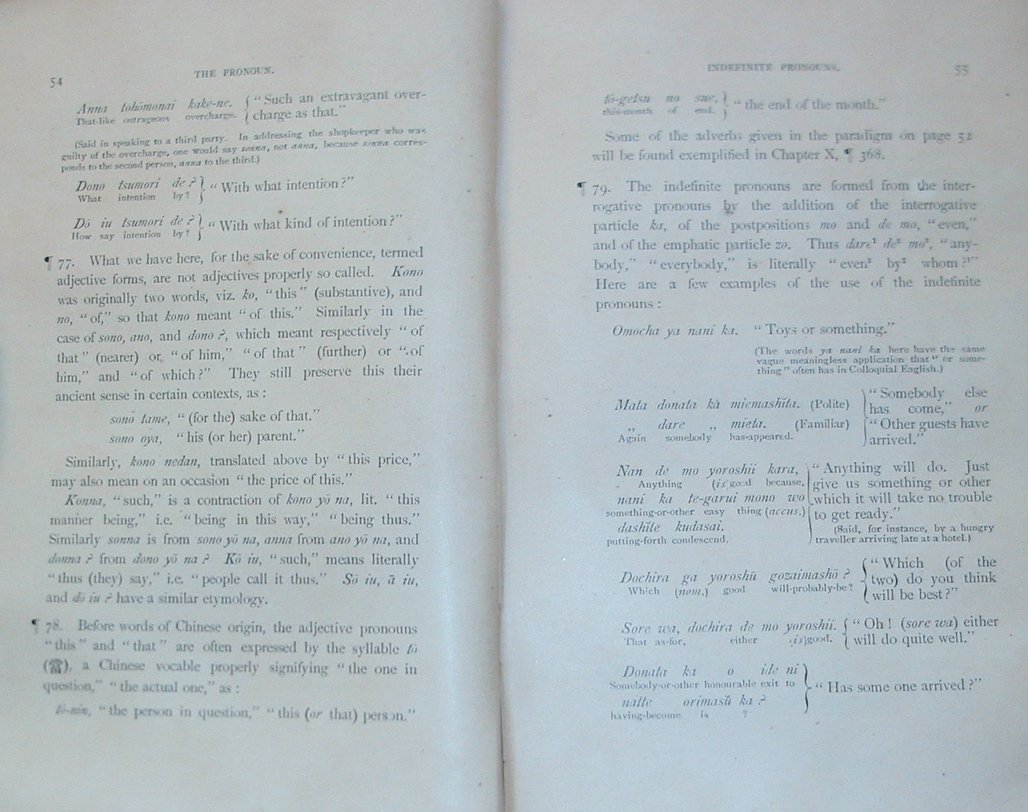 54
THE PRONOUN.
Anna tohōmonai kake-ne. { “Such an extravagant over-
That-like outrageous overcharge. { charge as that.”
(Said in speaking to a third party. In addressing the shopkeeper who was
guilty of the overcharge, one would say sonna, not anna, because sonna corres-
ponds to the second person, anna to the third.)
Dono tsumori de ? } “With what intention?”
What intention by ?
Dō iu tsumori de ? } “With what kind of intention?”
How say intention by ?
¶ 77. What we have here, for the sake of convenience, termed
adjective forms, are not adjectives properly so called. Kono
was originally two words, viz. ko, “this” (substantive), and
no, “of,” so that kono meant “of this.” Similarly in the
case of sono, ano, and dono ?, which meant respectively “of
that” (nearer) or “of him,” “of that” (further) or “of
him,” and “of which?” They still preserve this their
ancient sense in certain contexts, as :
sono tame, “(for the) sake of that.”
sono oya, “his (or her) parent.”
Similarly, kono nedan, translated above by “this price,”
may also mean on an occasion “the price of this.”
Konna, “such,” is a contraction of kono yō na, lit. “this
manner being,” i.e. “being in this way,” “being thus.”
Similarly sonna is from sono yō na, anna from ano yō na, and
donna ? from dono yō na ? Kō iu, “such,” means literally
“thus (they) say,” i.e. “people call it thus.” Sō iu, ā iu,
and dō iu ? have a similar etymology.
¶ 78. Before words of Chinese origin, the adjective pronouns
“this” and “that” are often expressed by the syllable tō
(當), a Chinese vocable properly signifying “the one in
question,” “the actual one,” as :
tō-nin, “the person in question,” “this (or that) person.”
INDEFINITE PRONOUNS.
55
tō-getsu no sue, } “the end of the month.”
this-month of end.
Some of the adverbs given in the paradigm on page 52
will be found exemplified in Chapter X, ¶ 368.
¶ 79. The indefinite pronouns are formed from the inter-
rogative pronouns by the addition of the interrogative
particle ka, of the postpositions mo and de mo, “even,”
and of the emphatic particle zo. Thus dare¹ de² mo³, “any-
body,” “everybody,” is literally “even³ by² whom ?¹”
Here are a few examples of the use of the indefinite
pronouns :
Omocha ya nani ka. “Toys or something.”
(The words ya nani ka here have the same
vague meaningless application that “or some-
thing” often has in Colloquial English.)
Mata donata ka miemashita. (Polite) } “Somebody else
has come,” or
„ dare „ mieta. (Familiar) “Other guests have
Again somebody has-appeared. arrived.”
Nan de mo yoroshii kara, } “Anything will do. Just
Anything (is) good because, give us something or other
nani ka te-garui mono wo which it will take no trouble
something-or-other easy thing (accus.) to get ready.”
dashite kudasai. (Said, for instance, by a hungry
putting-forth condescend. traveller arriving late at a hotel.)
{ “Which (of the
Dochira ga yoroshū gozaimashō ? two) do you think
Which (nom.) good will-probably-be? will be best?”
Sore wa, dochira de mo yoroshii. { “Oh ! (sore wa) either
That as-for, either (is) good. will do quite well.”
Donata ka o ide ni
Somebody-or-other honourable exit to } “Has some one arrived?”
natte orimasŭ ka ?
having-become is ?